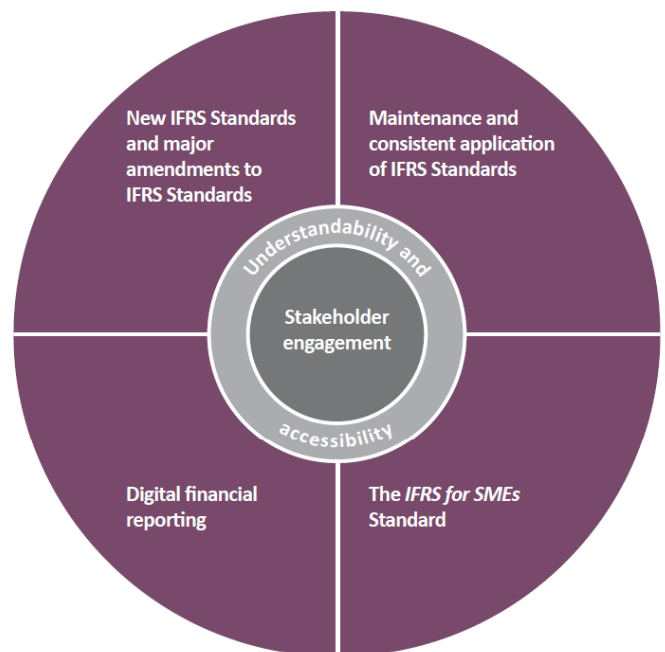 New IFRS Standards
and major
amendments to
IFRS Standards
Maintenance and
consistent application
of IFRS Standards
Understandability and
accessibility
Stakeholder
engagement
Digital financial
reporting
The IFRS for SMEs
Standard